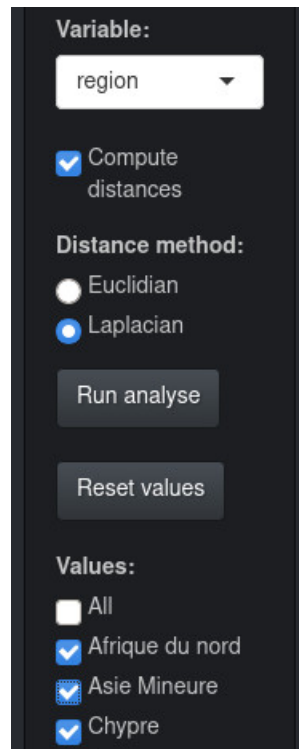 Variable:
region
Compute
distances
Distance method:
Euclidian
Laplacian
Run analyse
Reset values
Values:
All
Afrique du nord
Asie Mineure
Chypre